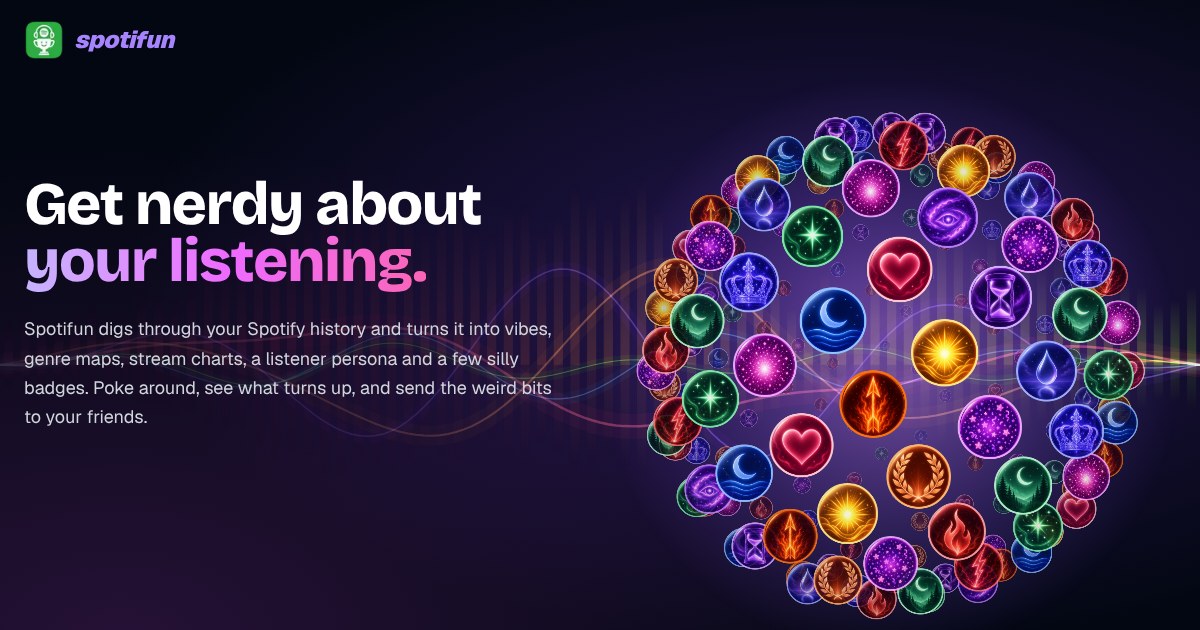 spotifun
Get nerdy about
your listening.
Spotifun digs through your Spotify history and turns it into vibes,
genre maps, stream charts, a listener persona and a few silly
badges. Poke around, see what turns up, and send the weird bits
to your friends.